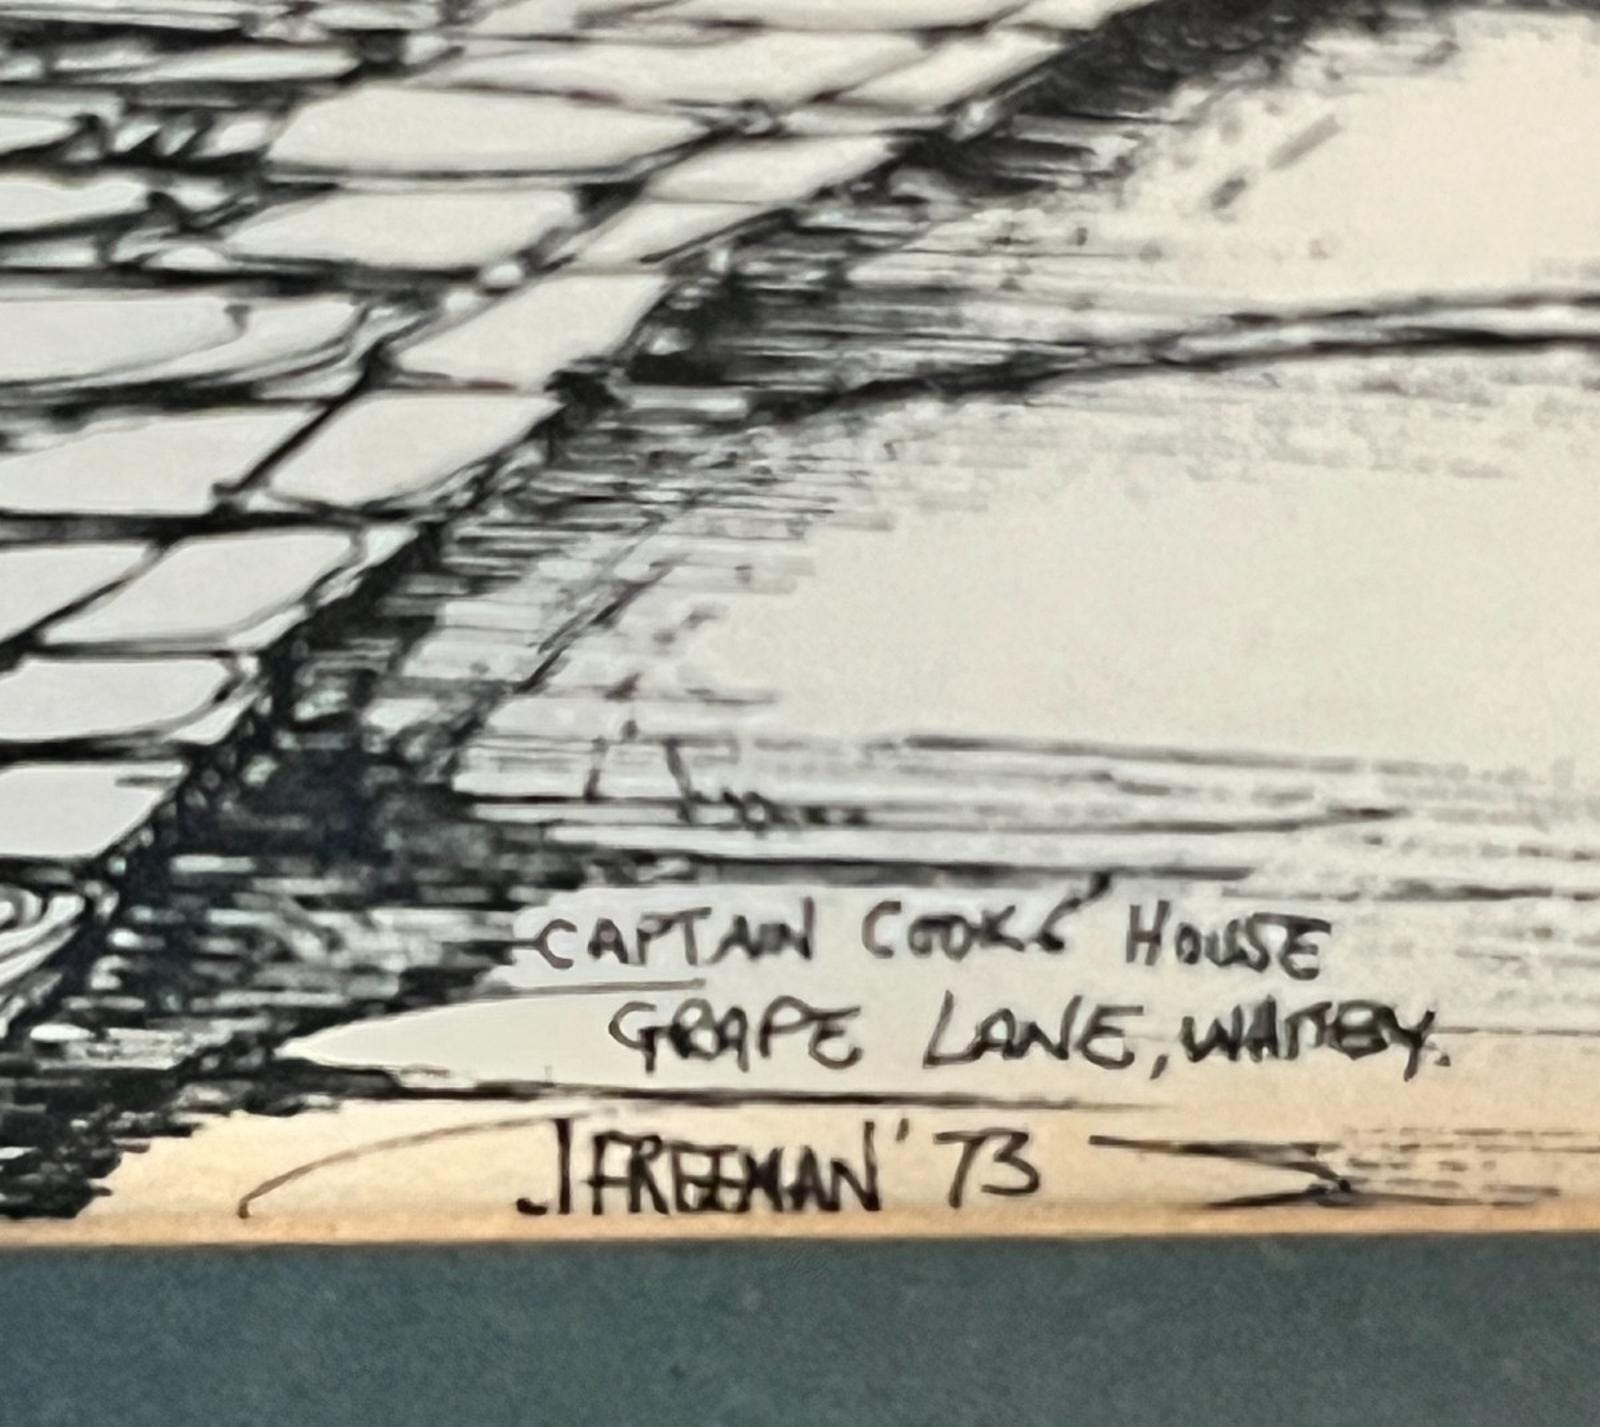 CAPTAIN COOKS' HOUSE
GRAPE LANE, WHITBY.
J FREEMAN '73